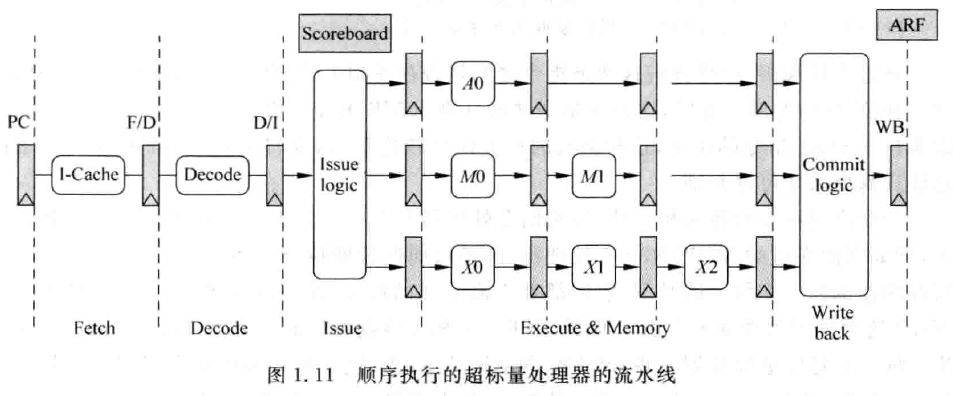 Scoreboard
ARF
PC
F/D
D/I
WB
A0
I-Cache
Decode
Issue
logic
M0
M1
Commit
logic
X0
X1
X2
Fetch
Decode
Issue
Execute & Memory
Write
back
图 1.11 顺序执行的超标量处理器的流水线